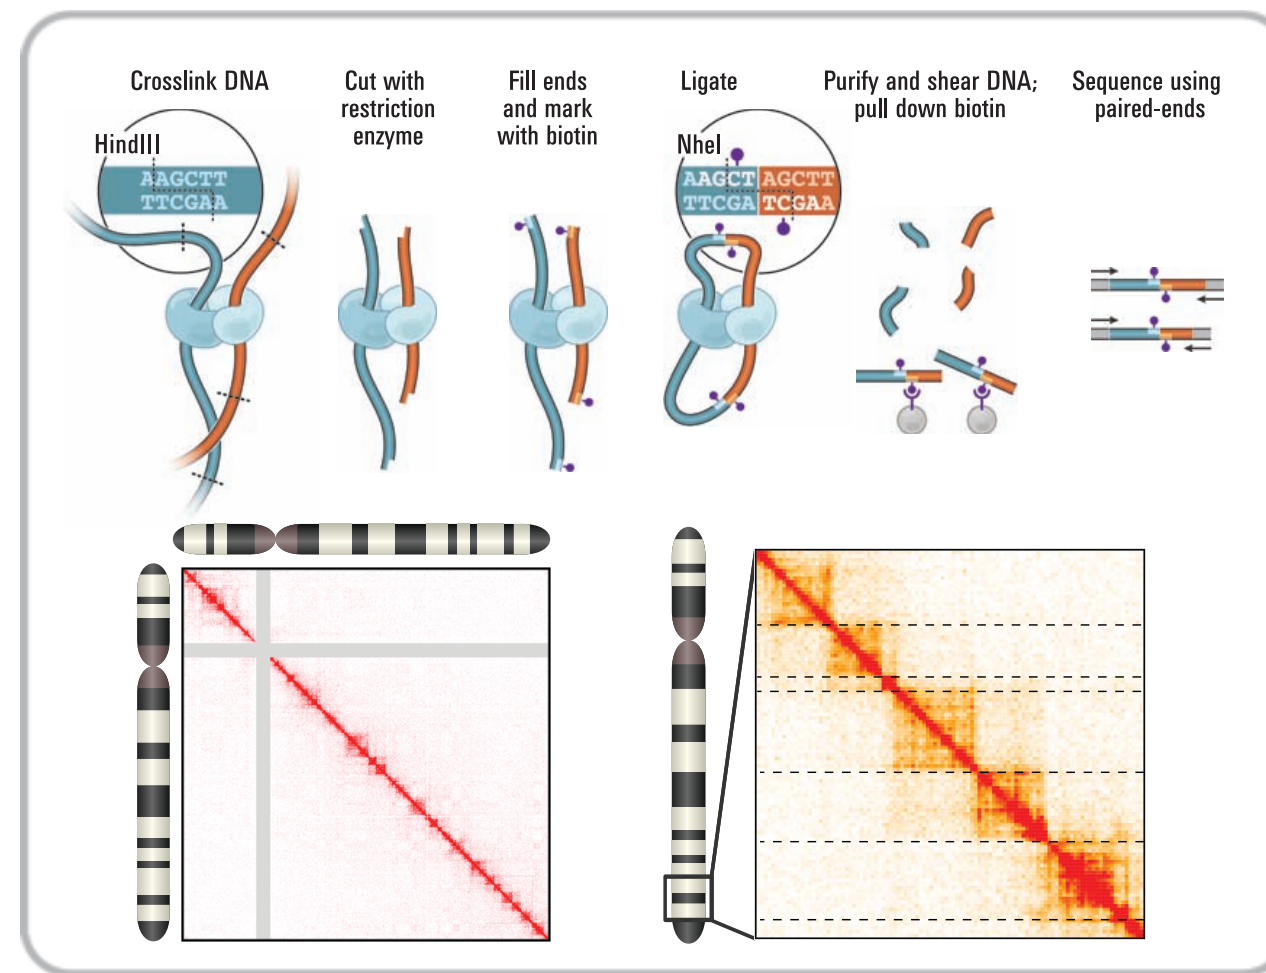 Crosslink DNA
Cut with
restriction
enzyme
Fill ends
and mark
with biotin
Ligate
Purify and shear DNA;
pull down biotin
Sequence using
paired-ends
HindIII
AAGCTT
TTCGAA
NheI
AAGCT AGCTT
TTCGA TCGAA